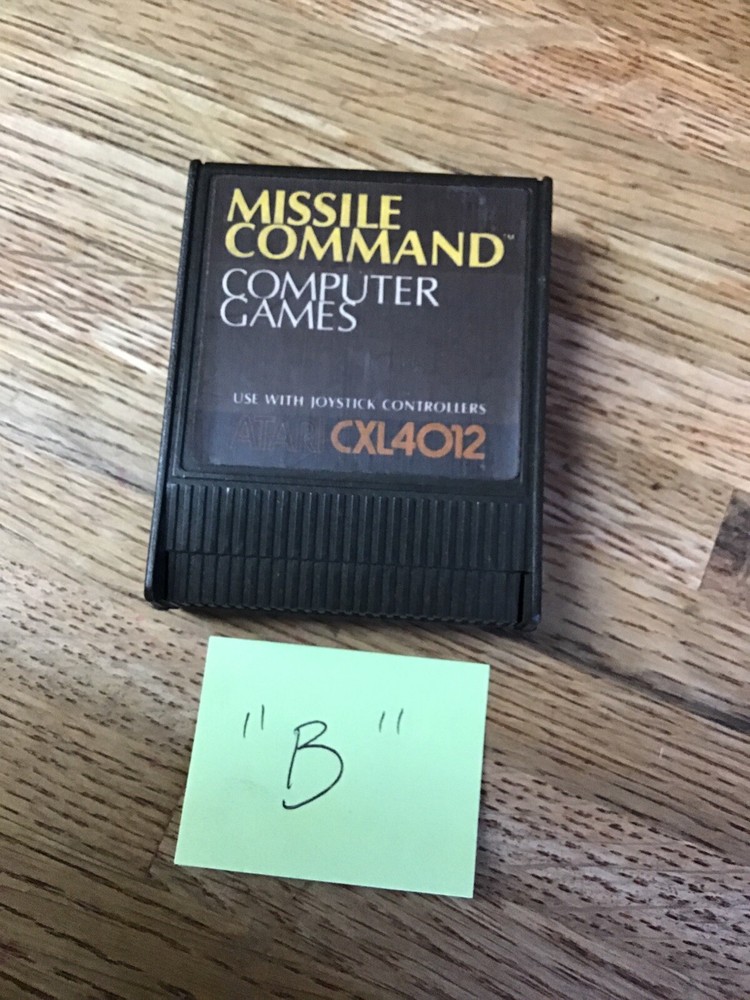 MISSILE
COMMAND™
COMPUTER
GAMES
USE WITH JOYSTICK CONTROLLERS
ATARI CXL4012
"B"